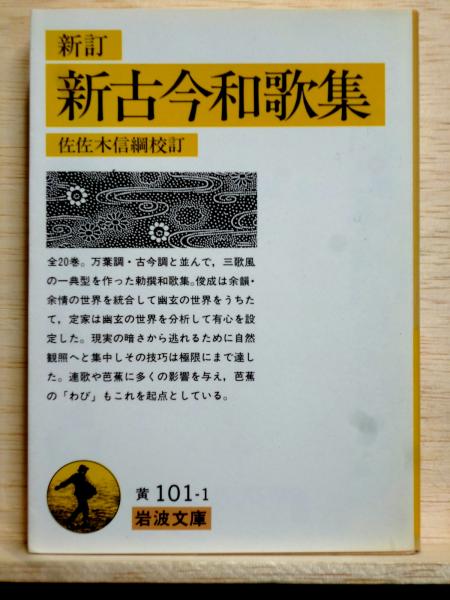 新訂
新古今和歌集
佐佐木信綱校訂
全20巻。万葉調・古今調と並んで，三歌風
の一典型を作った勅撰和歌集。俊成は余韻・
余情の世界を統合して幽玄の世界をうちた
て，定家は幽玄の世界を分析して有心を設
定した。現実の暗さから逃れるために自然
観照へと集中しその技巧は極限にまで達し
た。連歌や芭蕉に多くの影響を与え，芭蕉
の「わび」もこれを起点としている。
黄 101-1
岩波文庫